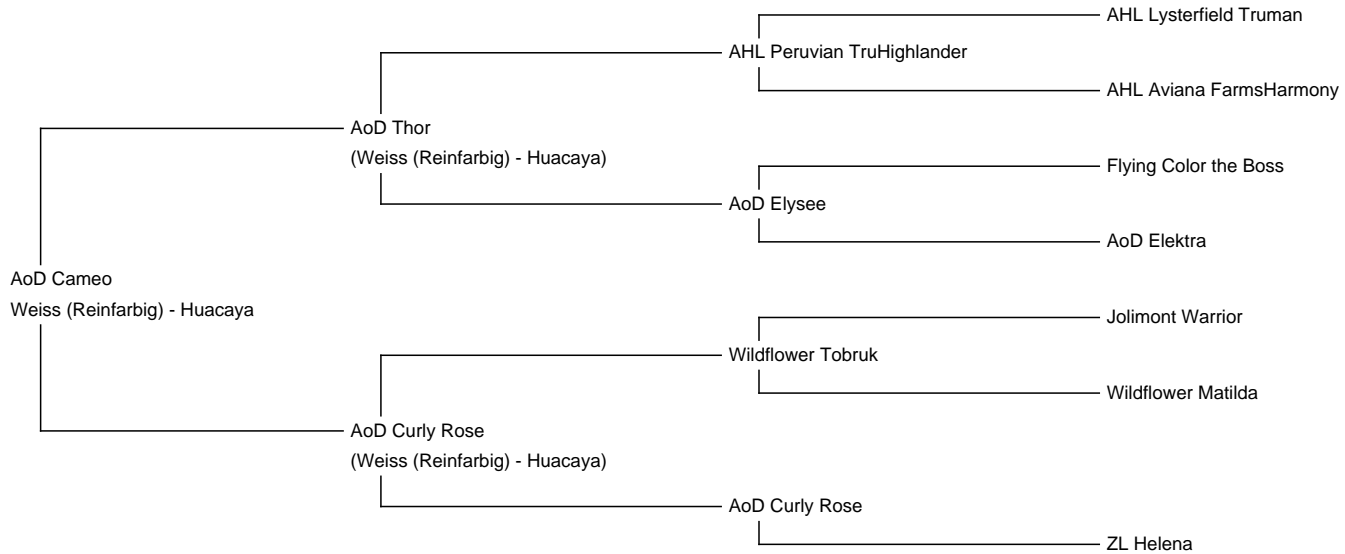 AHL Lysterfield Truman
AHL Peruvian TruHighlander
AHL Aviana FarmsHarmony
AoD Thor
(Weiss (Reinfarbig) - Huacaya)
Flying Color the Boss
AoD Elysee
AoD Elektra
AoD Cameo
Weiss (Reinfarbig) - Huacaya
Jolimont Warrior
Wildflower Tobruk
Wildflower Matilda
AoD Curly Rose
(Weiss (Reinfarbig) - Huacaya)
AoD Curly Rose
ZL Helena